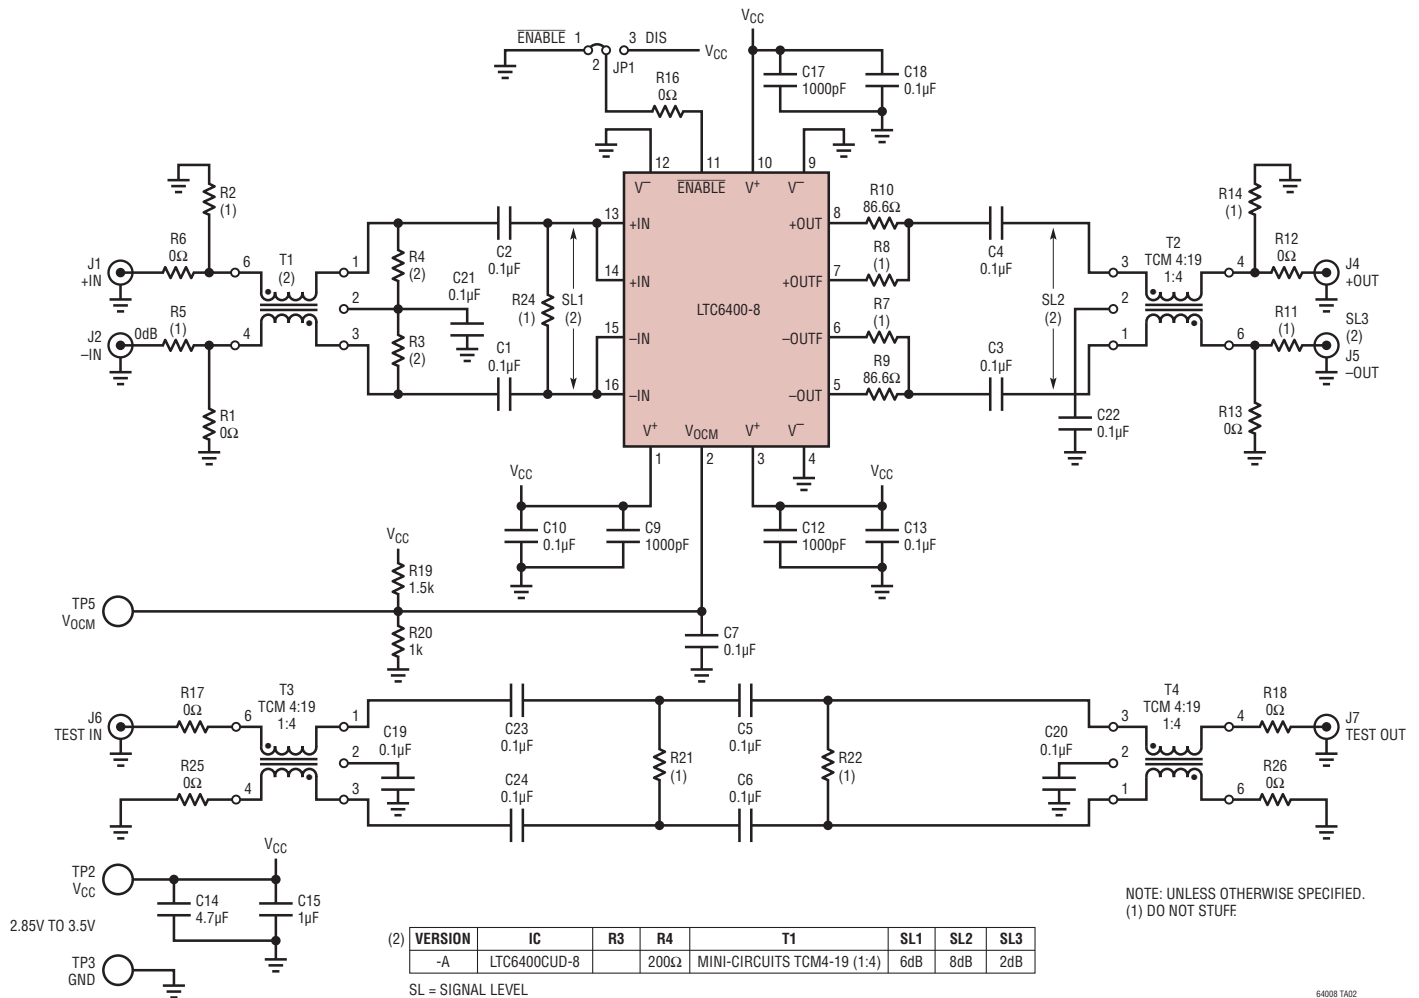 VCC
ENABLE 1
3 DIS
VCC
2
JP1
R16
0Ω
C17
1000pF
C18
0.1µF
12
11
10
9
V–
ENABLE
V+
V–
R2
(1)
R6
0Ω
J1
+IN
6
T1
(2)
1
2
3
4
R4
(2)
R3
(2)
C21
0.1µF
C2
0.1µF
C1
0.1µF
R24
(1)
SL1
(2)
J2
–IN
0dB
R5
(1)
R1
0Ω
13
+IN
14
+IN
15
–IN
16
–IN
LTC6400-8
+OUT
8
+OUTF
7
–OUTF
6
–OUT
5
R10
86.6Ω
R8
(1)
R7
(1)
R9
86.6Ω
C4
0.1µF
C3
0.1µF
SL2
(2)
C22
0.1µF
T2
TCM 4:19
1:4
3
2
1
4
6
R14
(1)
R12
0Ω
J4
+OUT
R11
(1)
SL3
(2)
J5
–OUT
R13
0Ω
V+
VOCM
V+
V–
1
2
3
4
VCC
C10
0.1µF
C9
1000pF
C12
1000pF
VCC
C13
0.1µF
VCC
R19
1.5k
TP5
VOCM
R20
1k
C7
0.1µF
J6
TEST IN
R17
0Ω
T3
TCM 4:19
1:4
6
1
2
3
4
R25
0Ω
C19
0.1µF
C23
0.1µF
C24
0.1µF
R21
(1)
C5
0.1µF
C6
0.1µF
R22
(1)
C20
0.1µF
T4
TCM 4:19
1:4
3
2
1
4
6
R18
0Ω
J7
TEST OUT
R26
0Ω
TP2
VCC
VCC
C14
4.7µF
C15
1µF
2.85V TO 3.5V
TP3
GND
NOTE: UNLESS OTHERWISE SPECIFIED.
(1) DO NOT STUFF.
(2) VERSION IC R3 R4 T1 SL1 SL2 SL3
-A LTC6400CUD-8 200Ω MINI-CIRCUITS TCM4-19 (1:4) 6dB 8dB 2dB
SL = SIGNAL LEVEL
64008 TA02